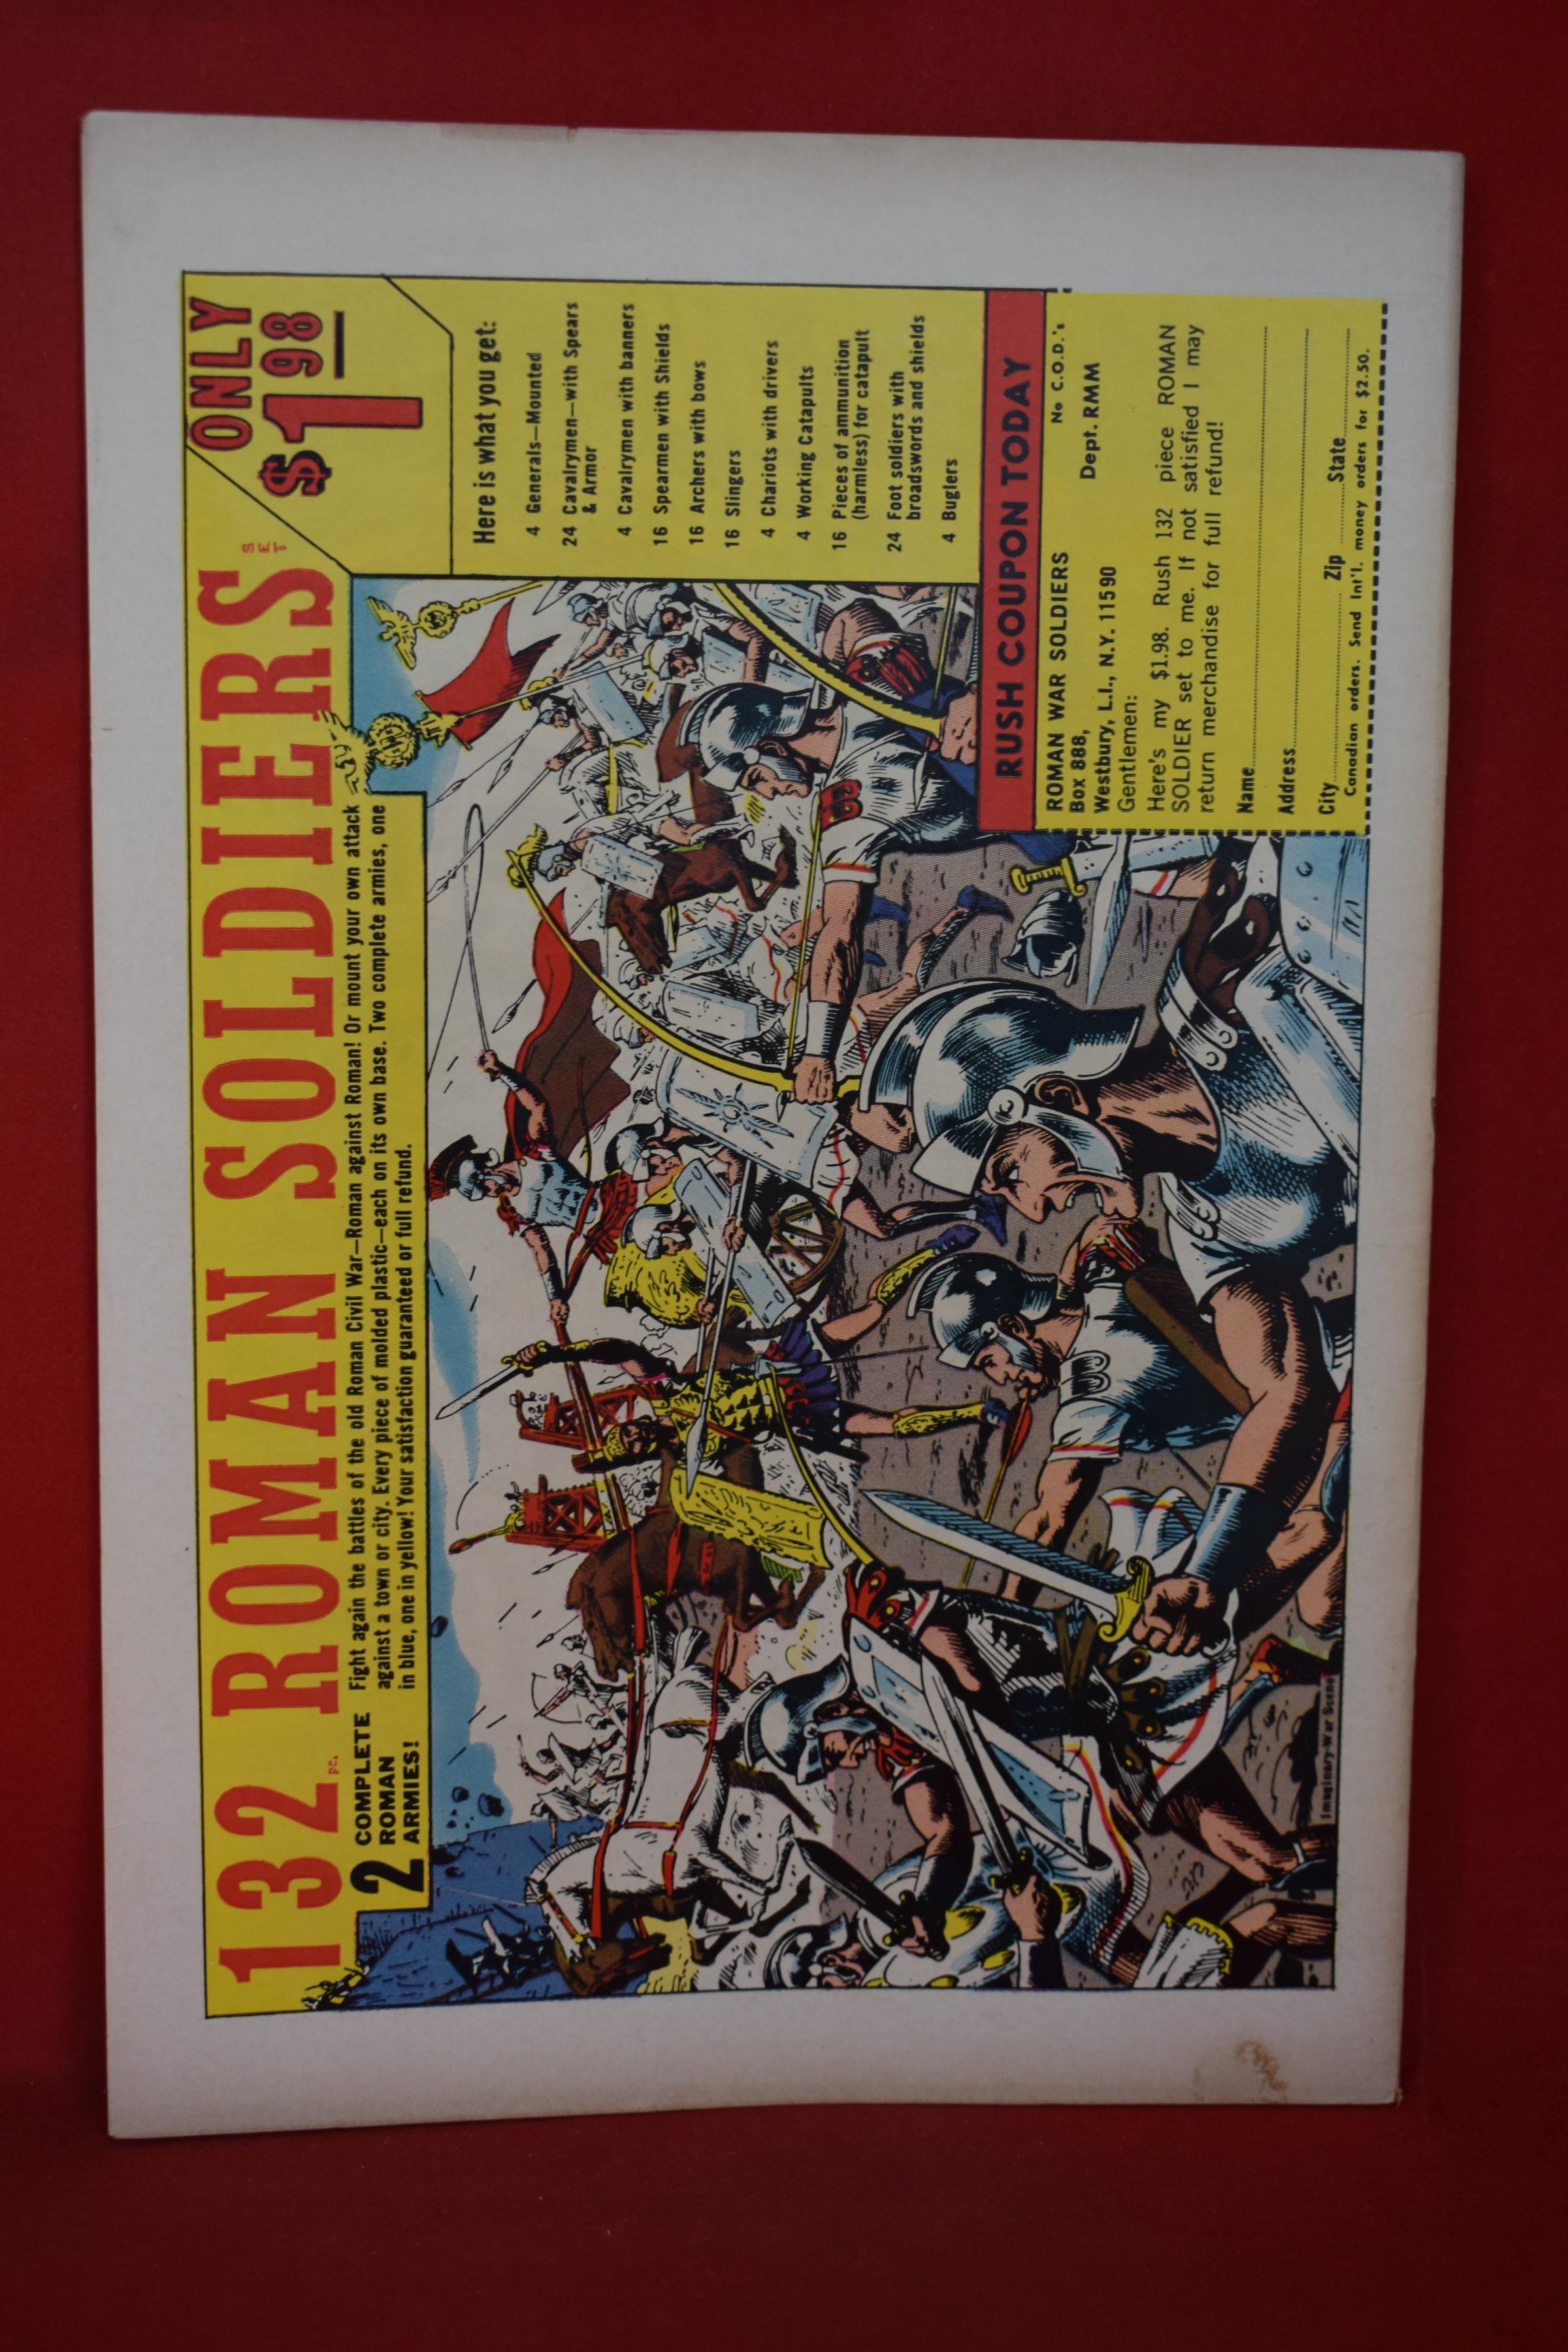 132 pc. ROMAN SOLDIERS SET
ONLY
$1.98
2 COMPLETE
ROMAN
ARMIES!
Fight again the battles of the old Roman Civil War—Roman against Roman! Or mount your own attack
against a town or city. Every piece of molded plastic—each on its own base. Two complete armies, one
in blue, one in yellow! Your satisfaction guaranteed or full refund.
Here is what you get:
4 Generals—Mounted
24 Cavalrymen—with Spears
& Armor
4 Cavalrymen with banners
16 Spearmen with Shields
16 Archers with bows
16 Slingers
4 Chariots with drivers
4 Working Catapults
16 Pieces of ammunition
(harmless) for catapult
24 Foot soldiers with
broadswords and shields
4 Buglers
RUSH COUPON TODAY
No C.O.D.'s
ROMAN WAR SOLDIERS
Box 888, Dept. RMM
Westbury, L.I., N.Y. 11590
Gentlemen:
Here's my $1.98. Rush 132 piece ROMAN
SOLDIER set to me. If not satisfied I may
return merchandise for full refund!
Name
Address
City Zip State
Canadian orders. Send Int'l. money orders for $2.50.
Imaginary War Scene